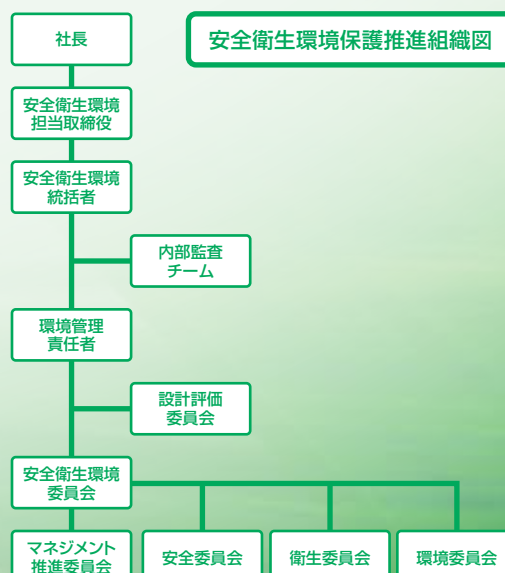 安全衛生環境保護推進組織図
社長
安全衛生環境
担当取締役
安全衛生環境
統括者
内部監査
チーム
環境管理
責任者
設計評価
委員会
安全衛生環境
委員会
マネジメント
推進委員会
安全委員会
衛生委員会
環境委員会